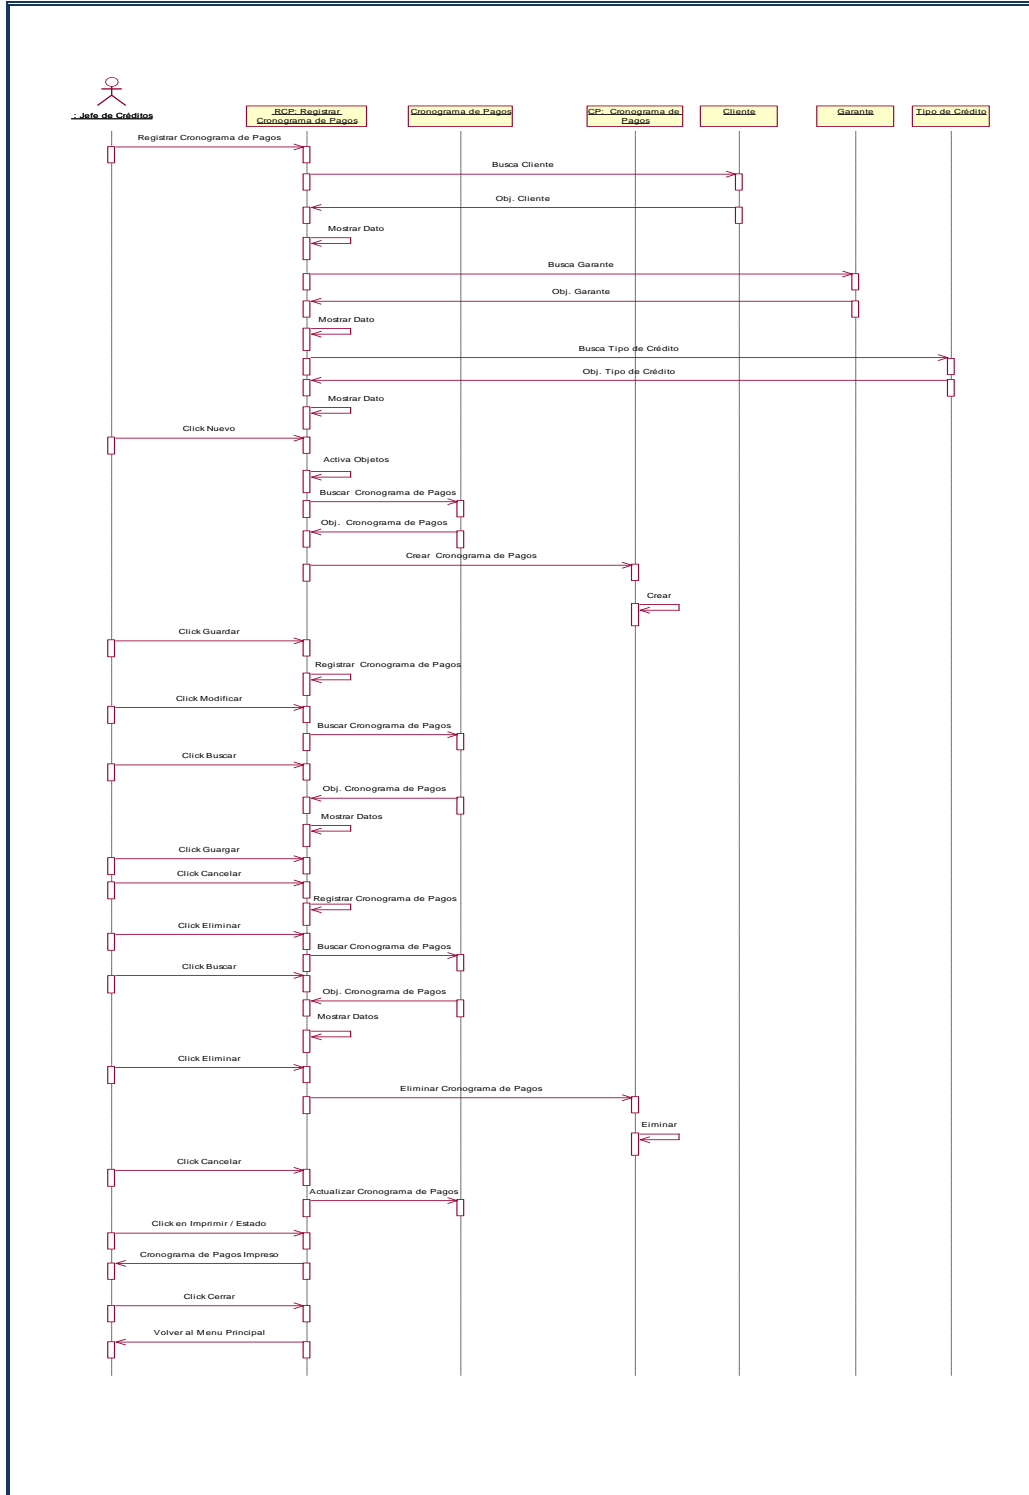 : Jefe de Créditos
RCP: Registrar
Cronograma de Pagos
Cronograma de Pagos
CP: Cronograma de
Pagos
Cliente
Garante
Tipo de Crédito
Registrar Cronograma de Pagos
Busca Cliente
Obj. Cliente
Mostrar Dato
Busca Garante
Obj. Garante
Mostrar Dato
Busca Tipo de Crédito
Obj. Tipo de Crédito
Mostrar Dato
Click Nuevo
Activa Objetos
Buscar Cronograma de Pagos
Obj. Cronograma de Pagos
Crear Cronograma de Pagos
Crear
Click Guardar
Registrar Cronograma de Pagos
Click Modificar
Buscar Cronograma de Pagos
Click Buscar
Obj. Cronograma de Pagos
Mostrar Datos
Click Guargar
Click Cancelar
Registrar Cronograma de Pagos
Click Eliminar
Buscar Cronograma de Pagos
Click Buscar
Obj. Cronograma de Pagos
Mostrar Datos
Click Eliminar
Eliminar Cronograma de Pagos
Eiminar
Click Cancelar
Actualizar Cronograma de Pagos
Click en Imprimir / Estado
Cronograma de Pagos Impreso
Click Cerrar
Volver al Menu Principal